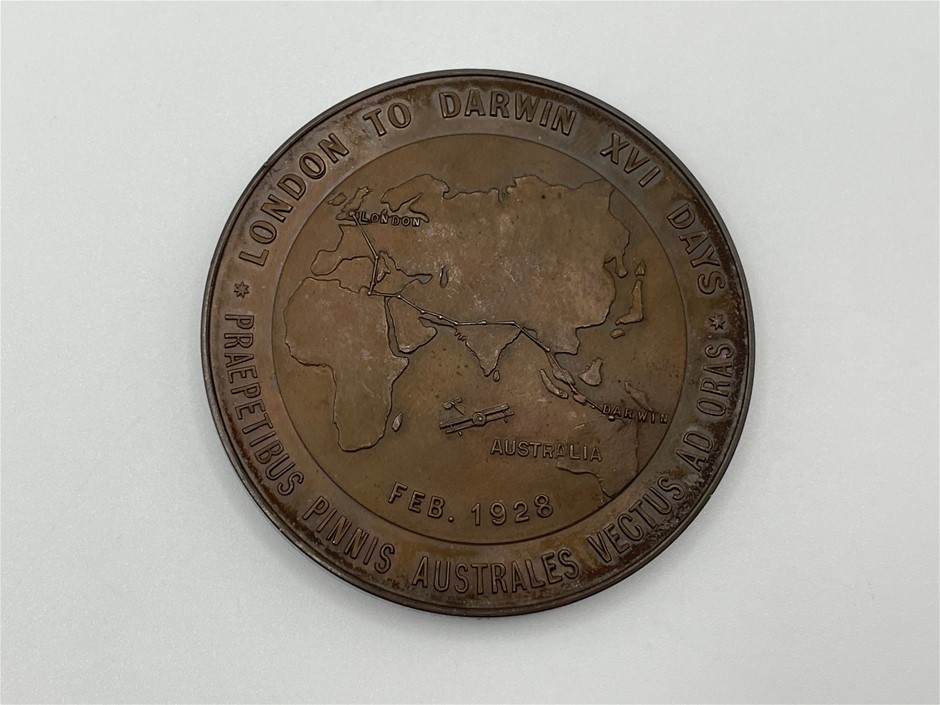 LONDON TO DARWIN XVI DAYS
* PRAEPETIBUS PINNIS AUSTRALES VECTUS AD ORAS *
LONDON
DARWIN
AUSTRALIA
FEB. 1928